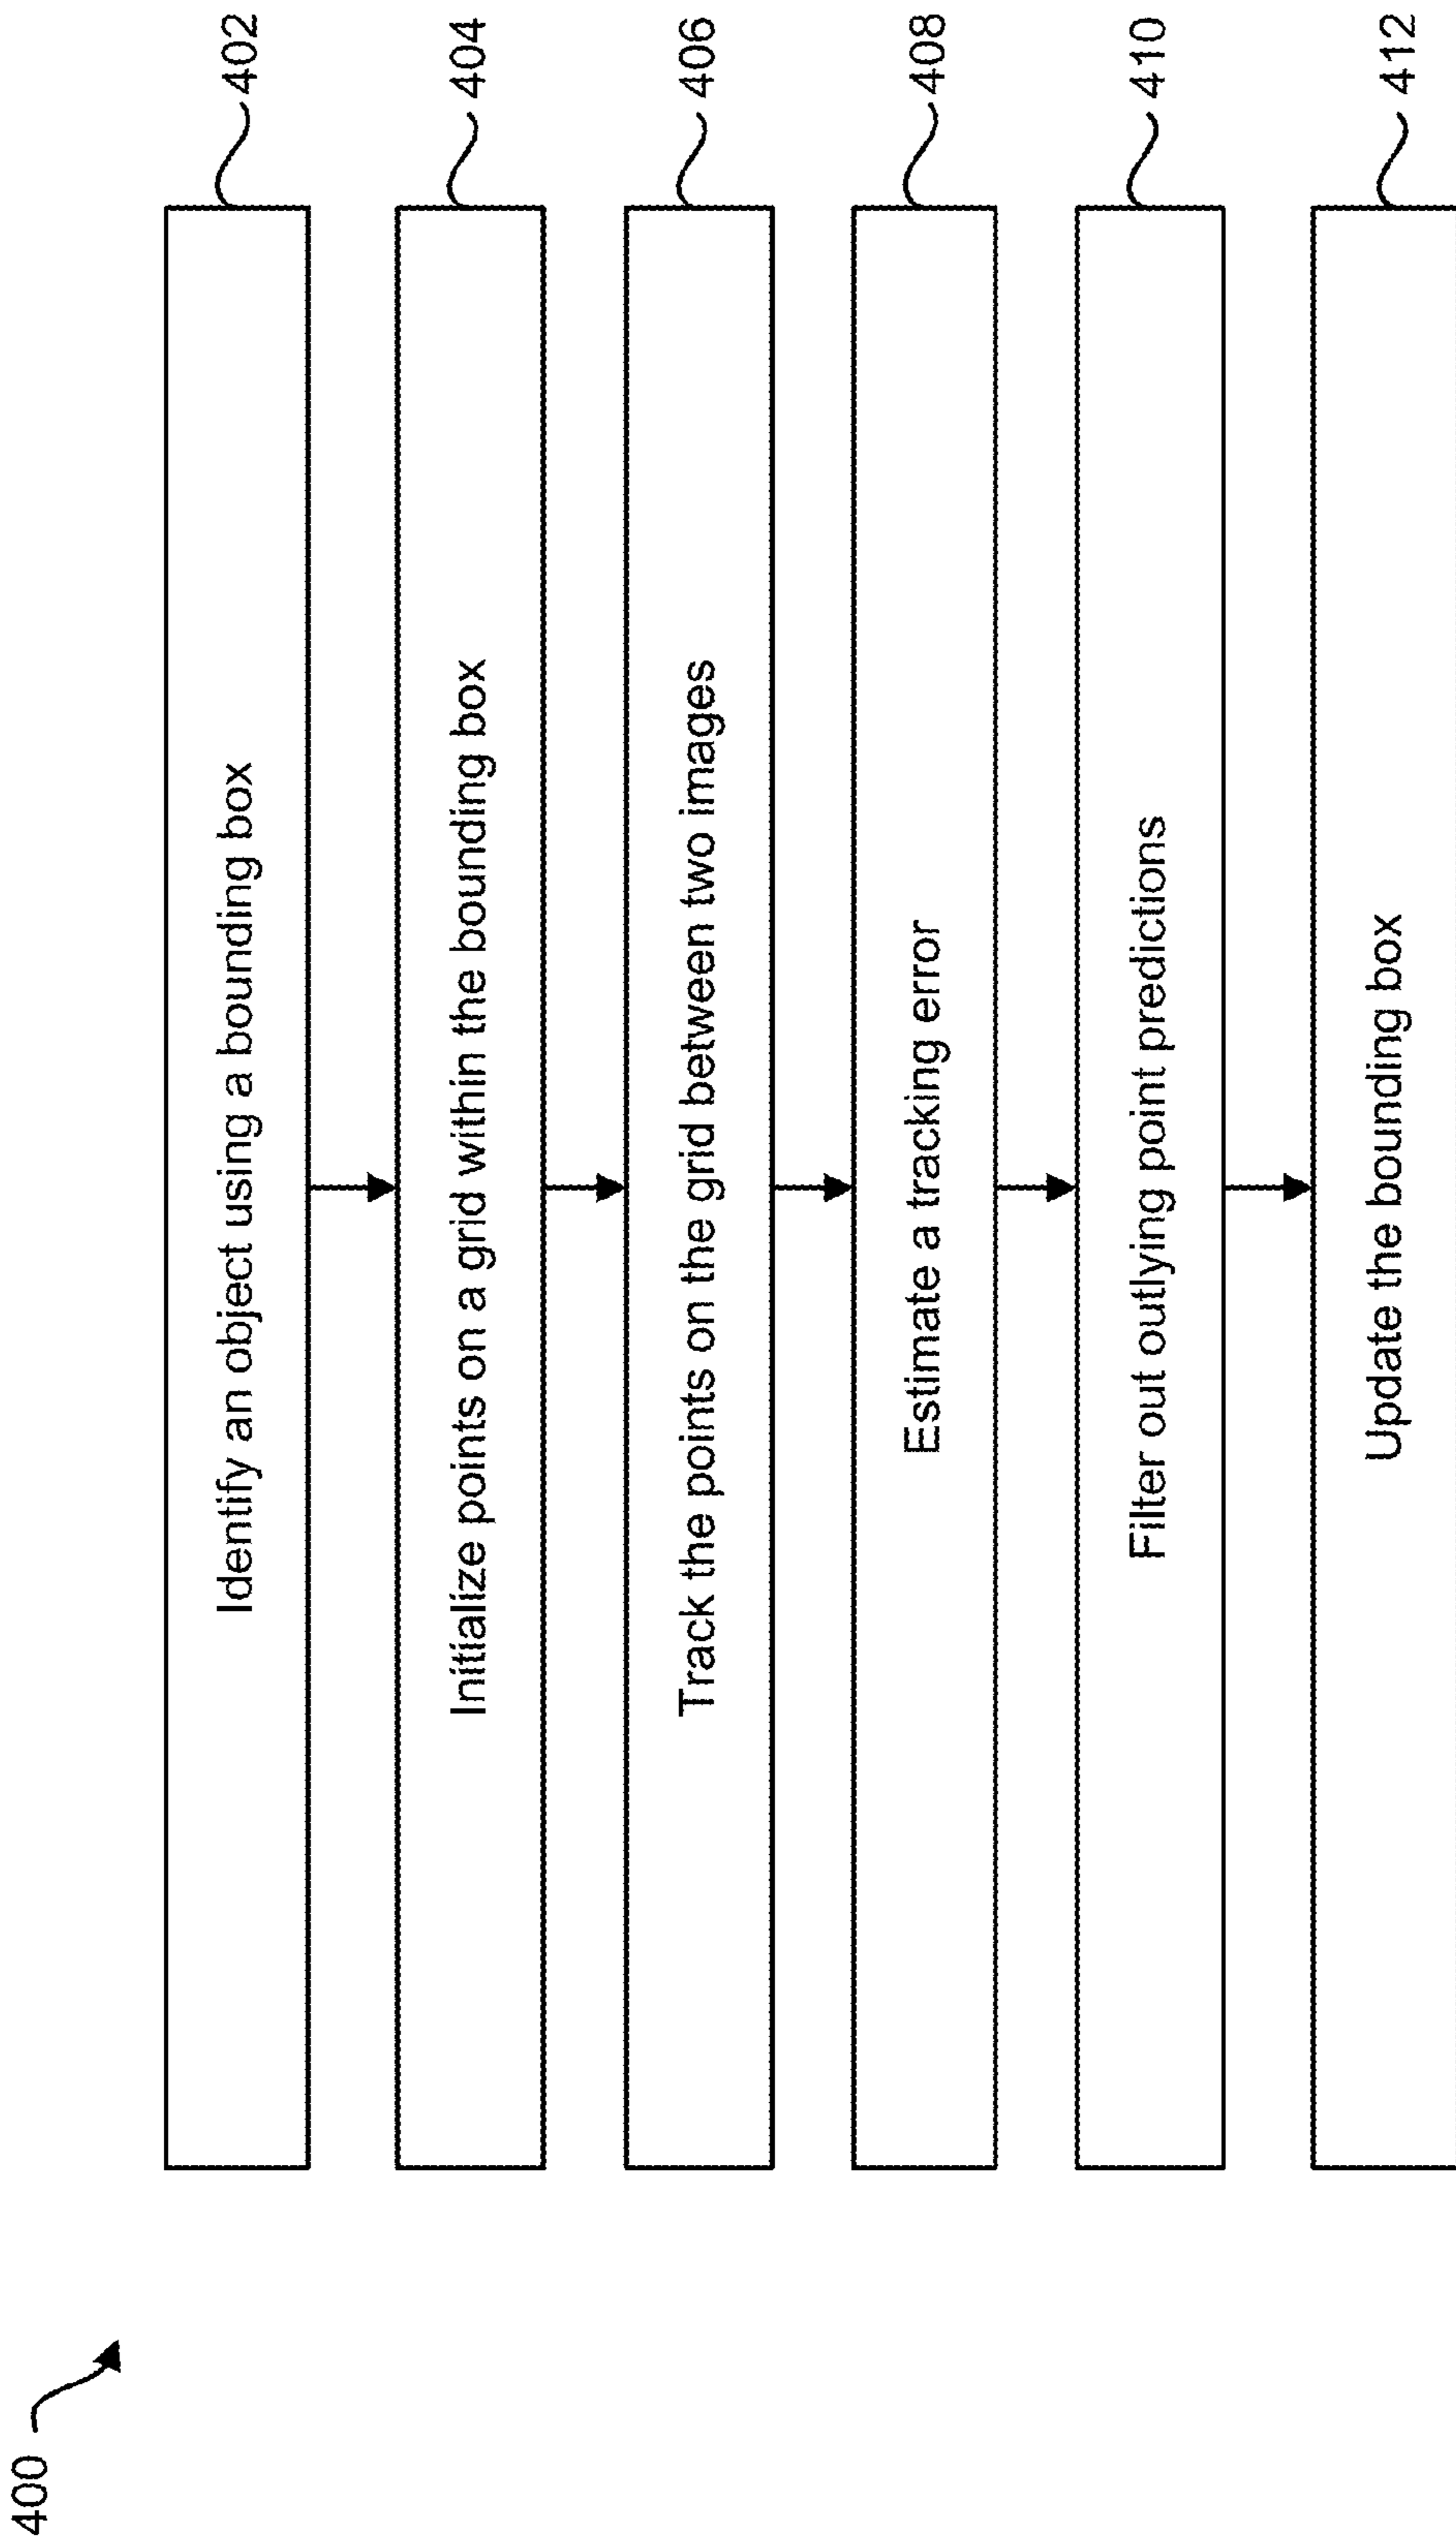 400
Identify an object using a bounding box
402
Initialize points on a grid within the bounding box
404
Track the points on the grid between two images
406
Estimate a tracking error
408
Filter out outlying point predictions
410
Update the bounding box
412